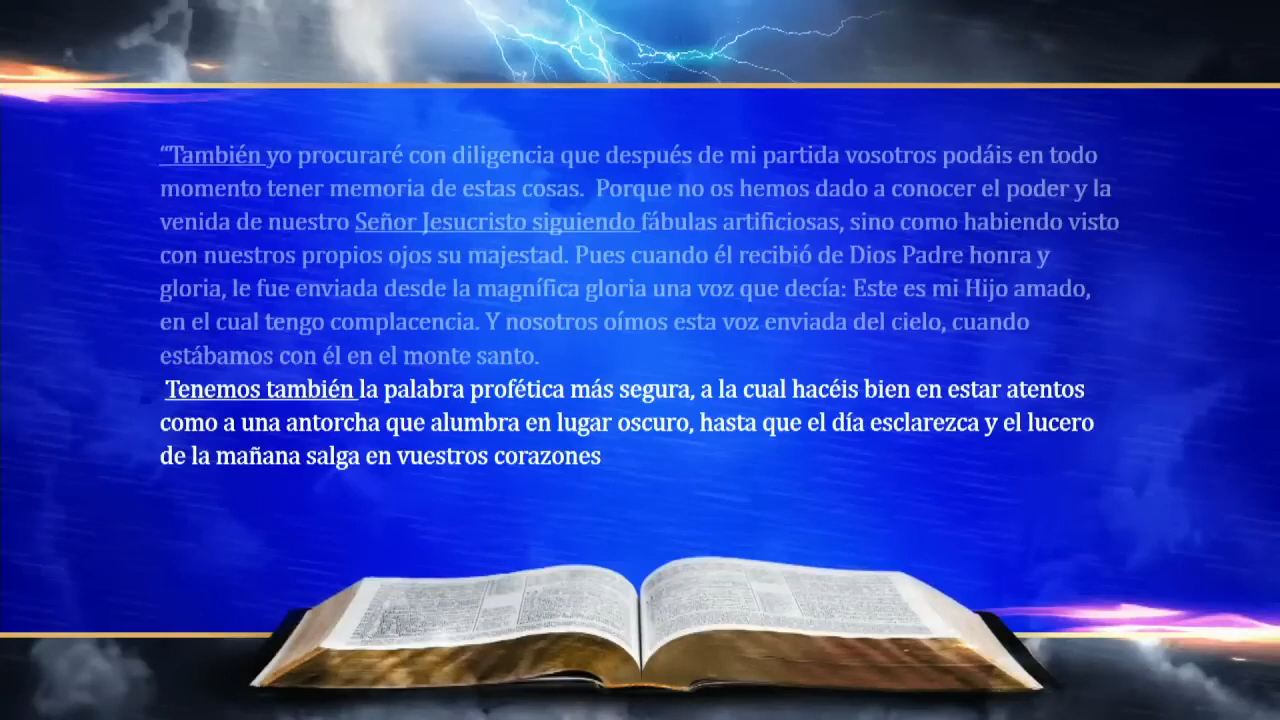 “También yo procuraré con diligencia que después de mi partida vosotros podáis en todo
momento tener memoria de estas cosas.  Porque no os hemos dado a conocer el poder y la
venida de nuestro Señor Jesucristo siguiendo fábulas artificiosas, sino como habiendo visto
con nuestros propios ojos su majestad. Pues cuando él recibió de Dios Padre honra y
gloria, le fue enviada desde la magnífica gloria una voz que decía: Este es mi Hijo amado,
en el cual tengo complacencia. Y nosotros oímos esta voz enviada del cielo, cuando
estábamos con él en el monte santo.
Tenemos también la palabra profética más segura, a la cual hacéis bien en estar atentos
como a una antorcha que alumbra en lugar oscuro, hasta que el día esclarezca y el lucero
de la mañana salga en vuestros corazones